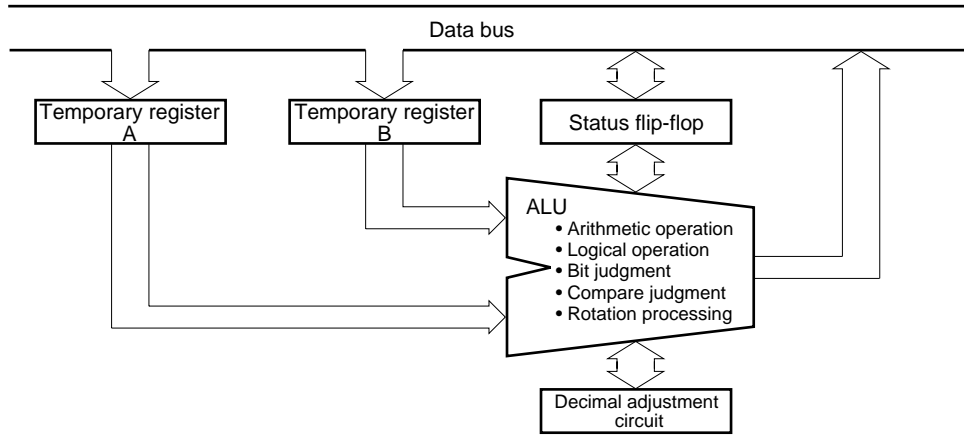 Data bus
Temporary register
A
Temporary register
B
Status flip-flop
ALU
• Arithmetic operation
• Logical operation
• Bit judgment
• Compare judgment
• Rotation processing
Decimal adjustment
circuit